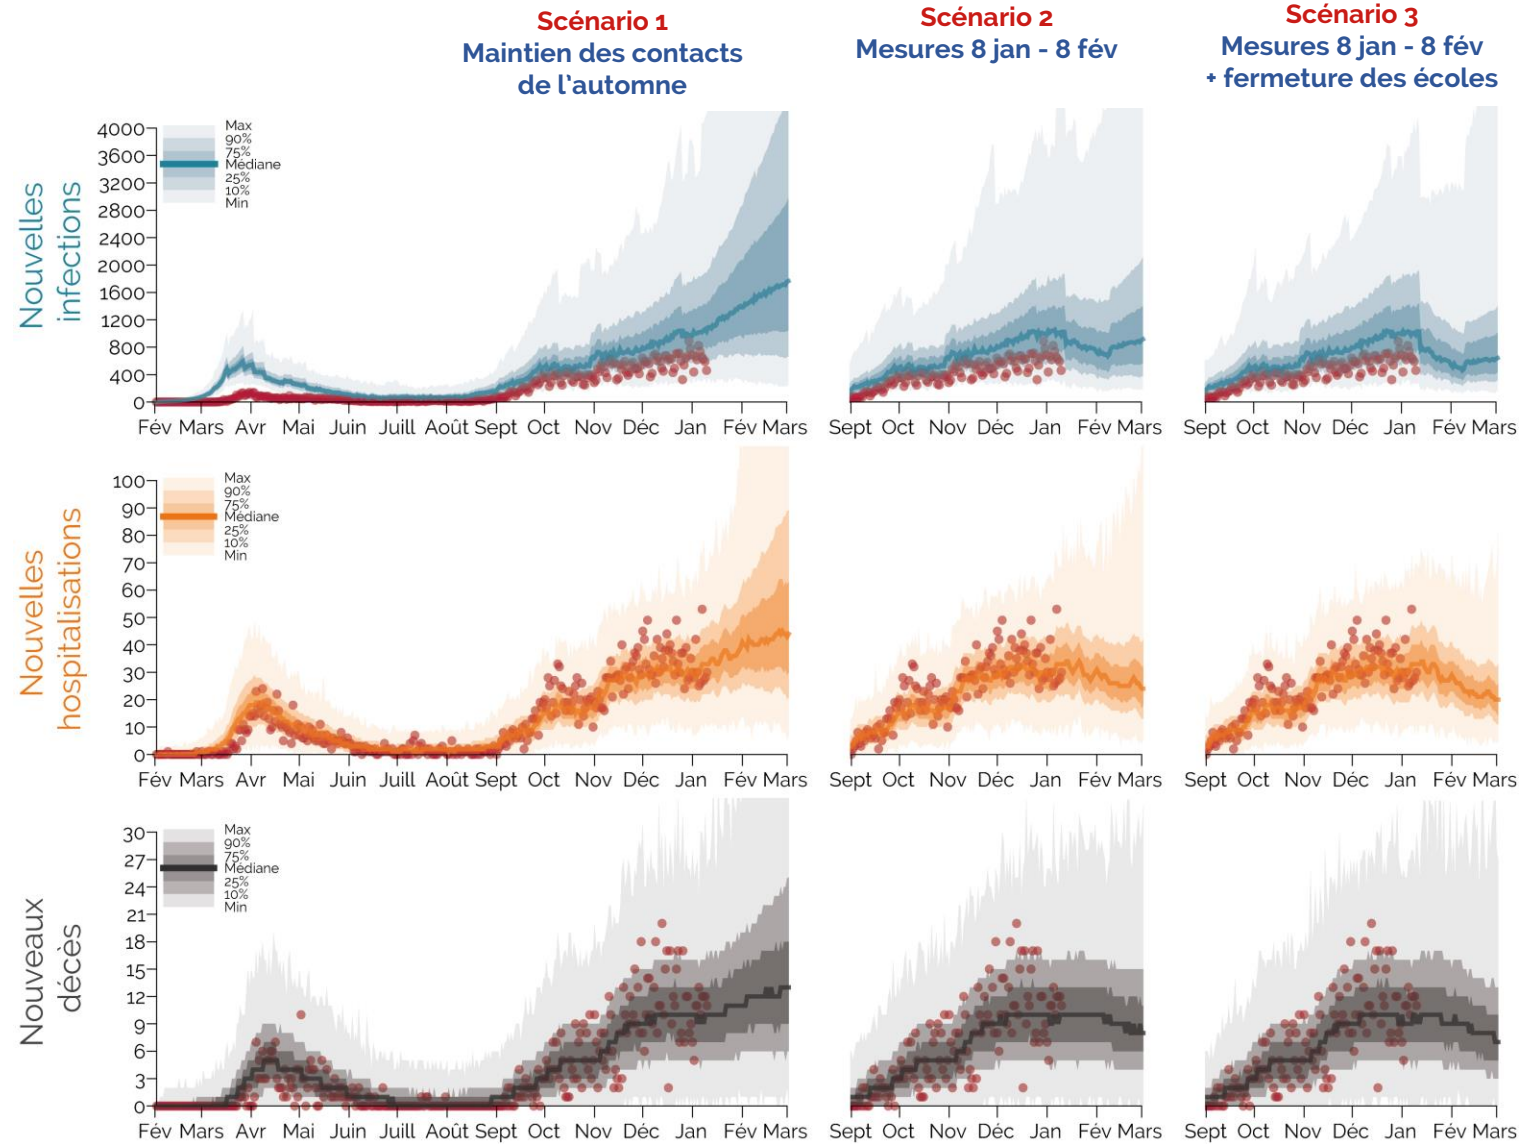 Scénario 1
Maintien des contacts
de l'automne
Scénario 2
Mesures 8 jan - 8 fév
Scénario 3
Mesures 8 jan - 8 fév
+ fermeture des écoles
Nouvelles
infections
4000
3600
3200
2800
2400
2000
1600
1200
800
400
0
Max
90%
75%
Médiane
25%
10%
Min
Fév Mars Avr Mai Juin Juill Août Sept Oct Nov Déc Jan Fév Mars
Sept Oct Nov Déc Jan Fév Mars
Sept Oct Nov Déc Jan Fév Mars
Nouvelles
hospitalisations
100
90
80
70
60
50
40
30
20
10
0
Max
90%
75%
Médiane
25%
10%
Min
Fév Mars Avr Mai Juin Juill Août Sept Oct Nov Déc Jan Fév Mars
Sept Oct Nov Déc Jan Fév Mars
Sept Oct Nov Déc Jan Fév Mars
Nouveaux
décès
30
27
24
21
18
15
12
9
6
3
0
Max
90%
75%
Médiane
25%
10%
Min
Fév Mars Avr Mai Juin Juill Août Sept Oct Nov Déc Jan Fév Mars
Sept Oct Nov Déc Jan Fév Mars
Sept Oct Nov Déc Jan Fév Mars